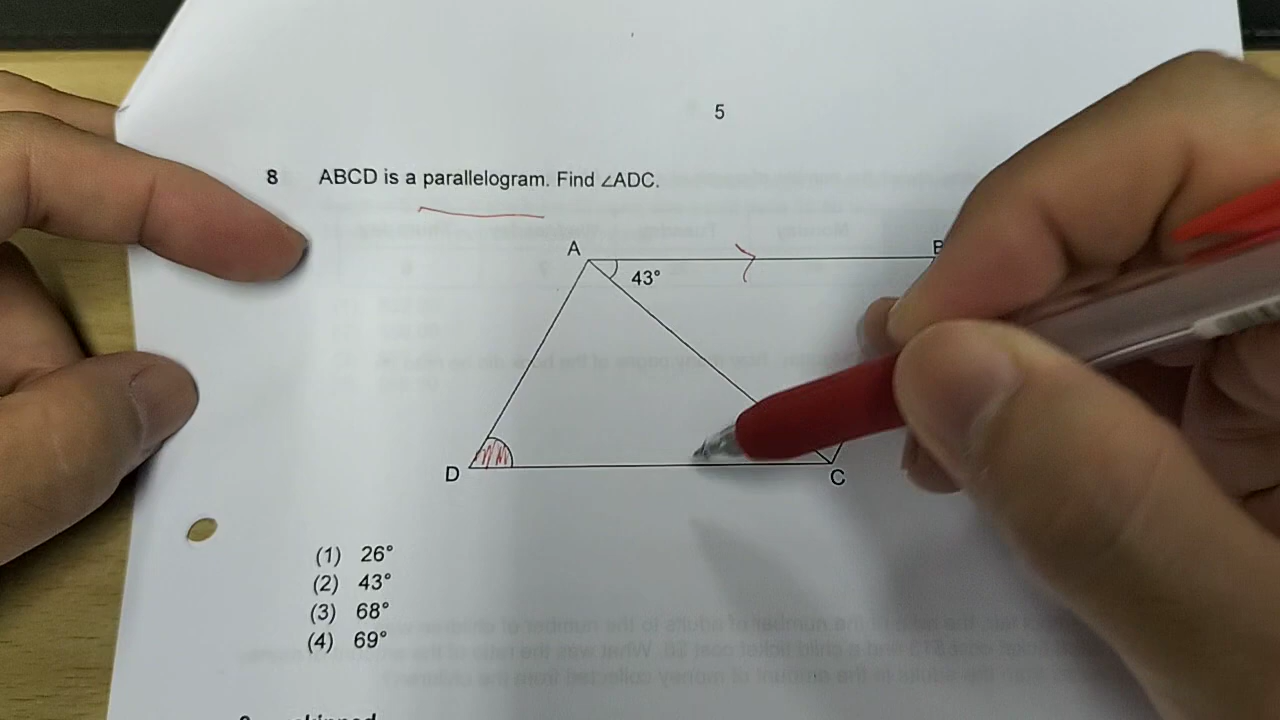 5
8 ABCD is a parallelogram. Find ∠ADC.
A B
43°
D C
(1) 26°
(2) 43°
(3) 68°
(4) 69°